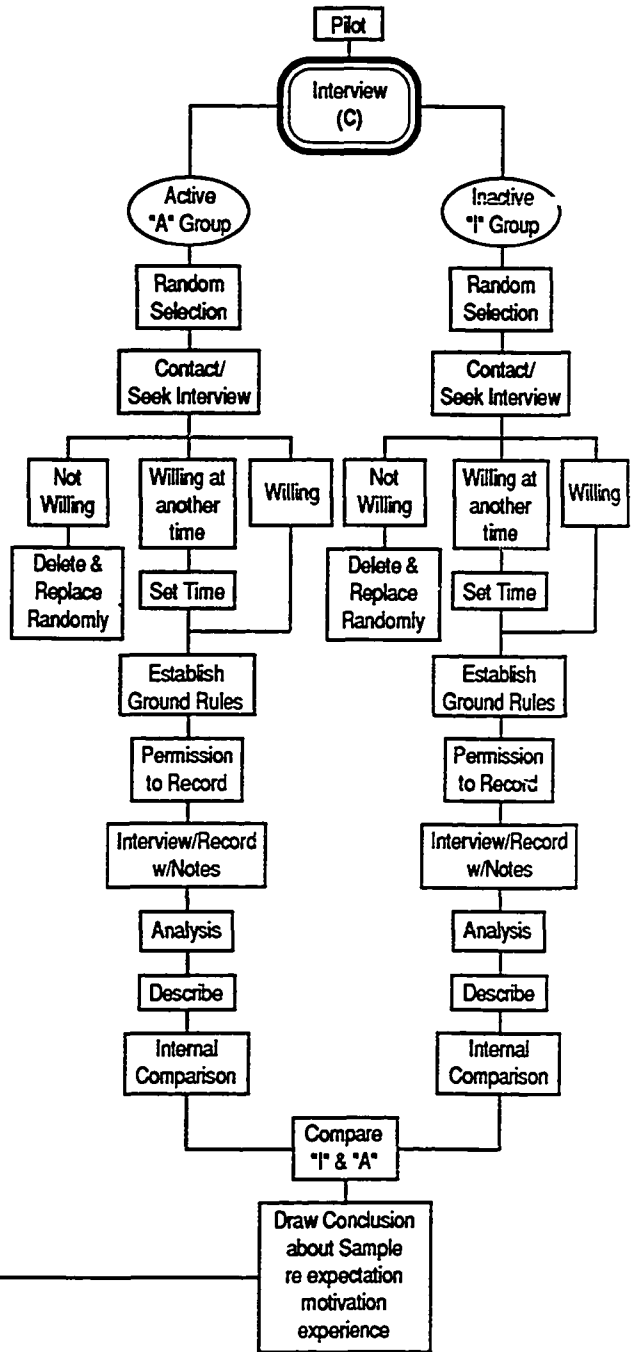 Pilot
Interview
(C)
Active
"A" Group
Inactive
"I" Group
Random
Selection
Random
Selection
Contact/
Seek Interview
Contact/
Seek Interview
Not
Willing
Willing at
another
time
Willing
Not
Willing
Willing at
another
time
Willing
Delete &
Replace
Randomly
Set Time
Delete &
Replace
Randomly
Set Time
Establish
Ground Rules
Establish
Ground Rules
Permission
to Record
Permission
to Record
Interview/Record
w/Notes
Interview/Record
w/Notes
Analysis
Analysis
Describe
Describe
Internal
Comparison
Internal
Comparison
Compare
"I" & "A"
Draw Conclusion
about Sample
re expectation
motivation
experience